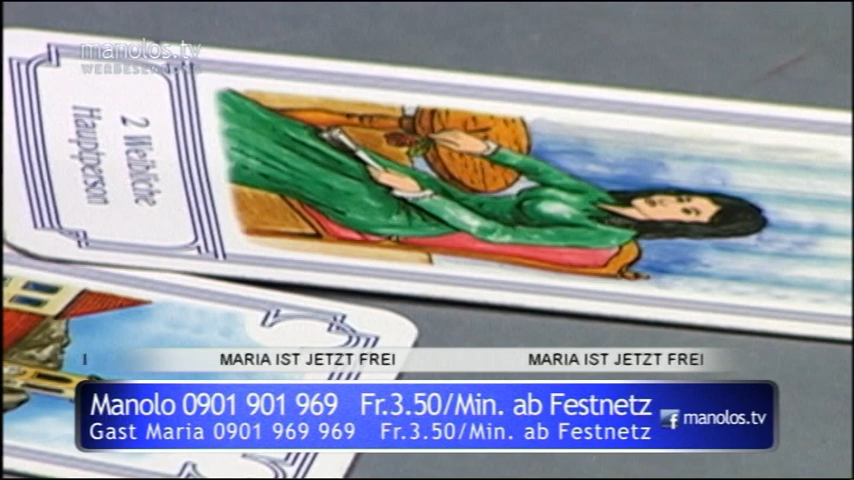 manolos.tv
WERBESENDUNG
2 Weibliche
Hauptperson
1 MARIA IST JETZT FREI MARIA IST JETZT FREI
Manolo 0901 901 969 Fr.3.50/Min. ab Festnetz
Gast Maria 0901 969 969 Fr.3.50/Min. ab Festnetz
f manolos.tv